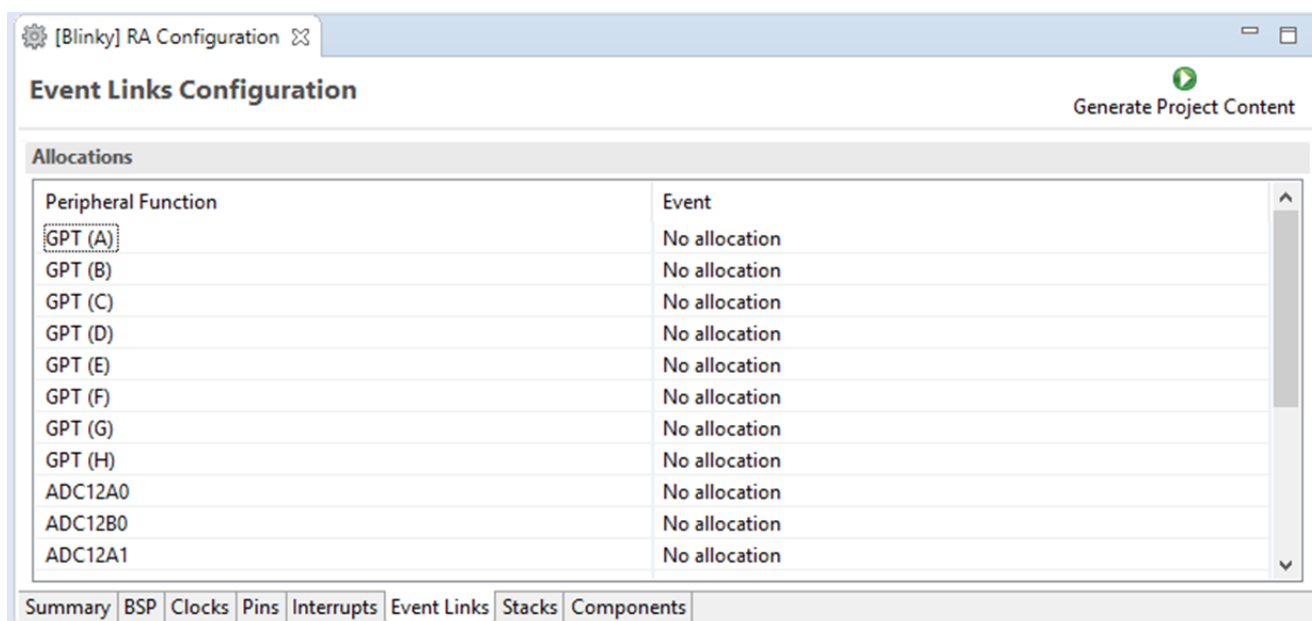 [Blinky] RA Configuration
Event Links Configuration
Generate Project Content
Allocations
Peripheral Function Event
GPT (A) No allocation
GPT (B) No allocation
GPT (C) No allocation
GPT (D) No allocation
GPT (E) No allocation
GPT (F) No allocation
GPT (G) No allocation
GPT (H) No allocation
ADC12A0 No allocation
ADC12B0 No allocation
ADC12A1 No allocation
Summary BSP Clocks Pins Interrupts Event Links Stacks Components